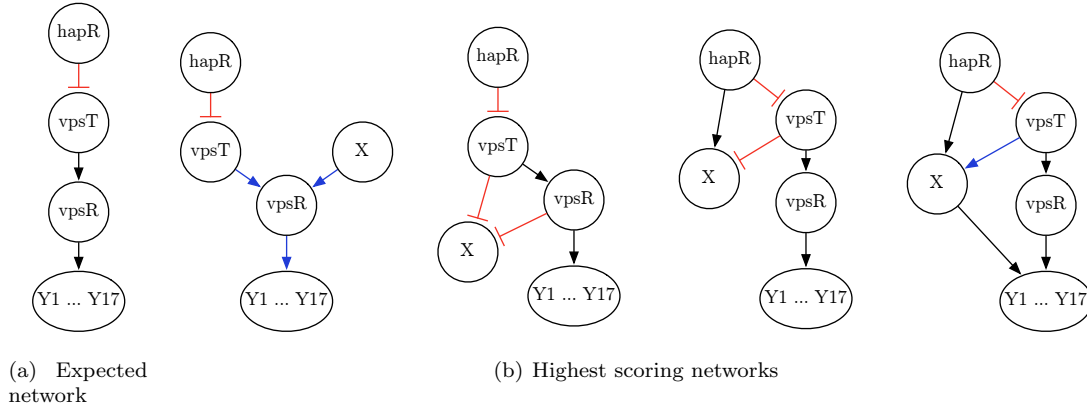 hapR
vpsT
vpsR
Y1 ... Y17
hapR
vpsT
X
vpsR
Y1 ... Y17
hapR
vpsT
vpsR
X
Y1 ... Y17
hapR
vpsT
X
vpsR
Y1 ... Y17
hapR
vpsT
X
vpsR
Y1 ... Y17
(a) Expected
network
(b) Highest scoring networks